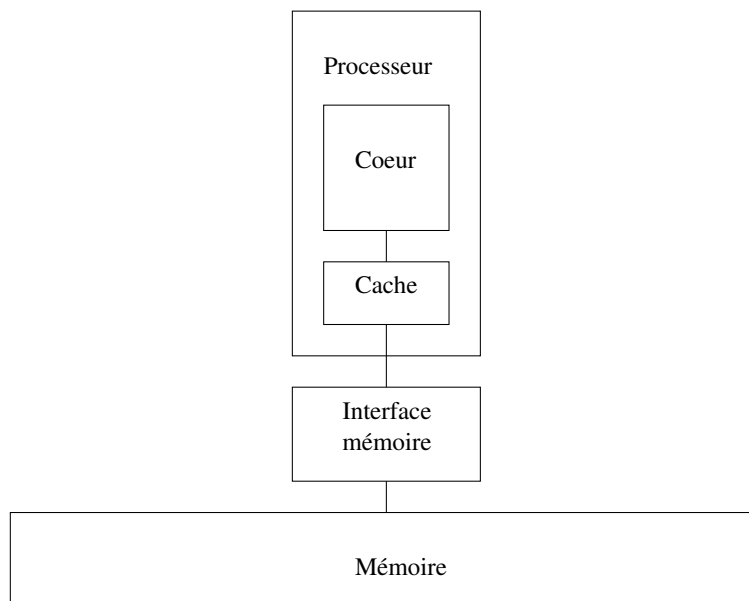 Processeur
Coeur
Cache
Interface
mémoire
Mémoire